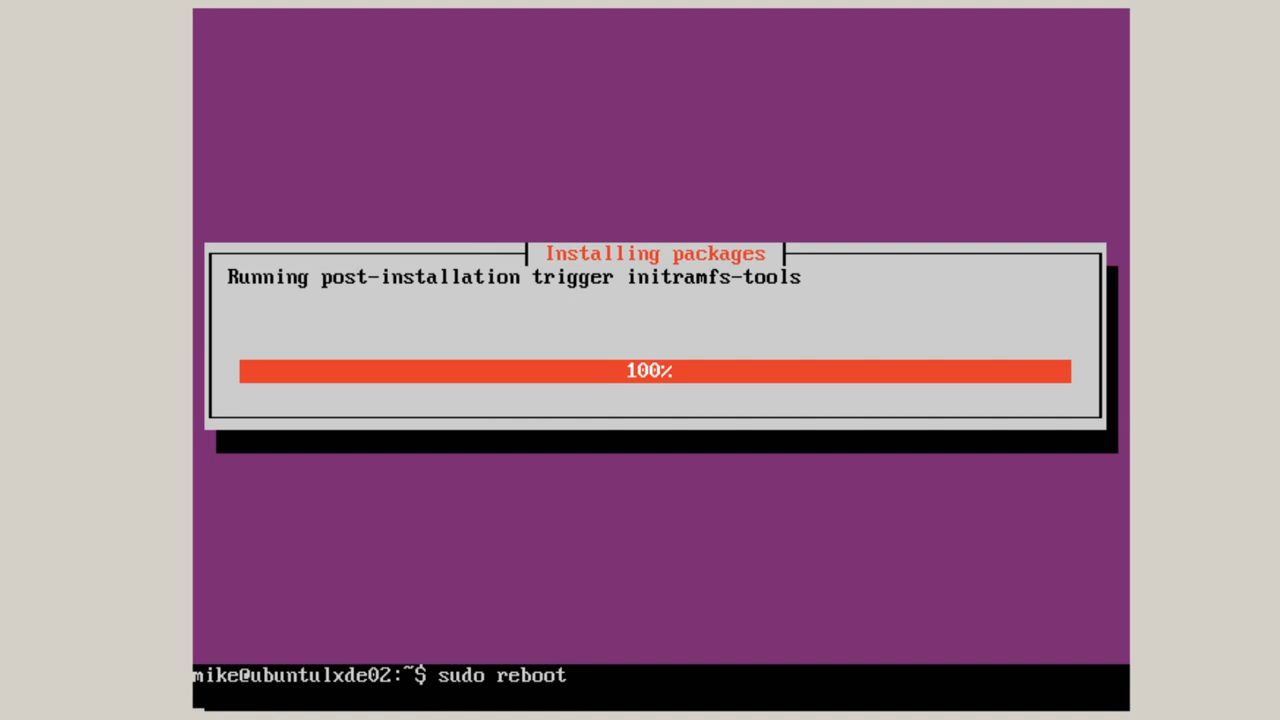 Installing packages
Running post-installation trigger initramfs-tools
100%
mike@ubuntulxde02:~$ sudo reboot